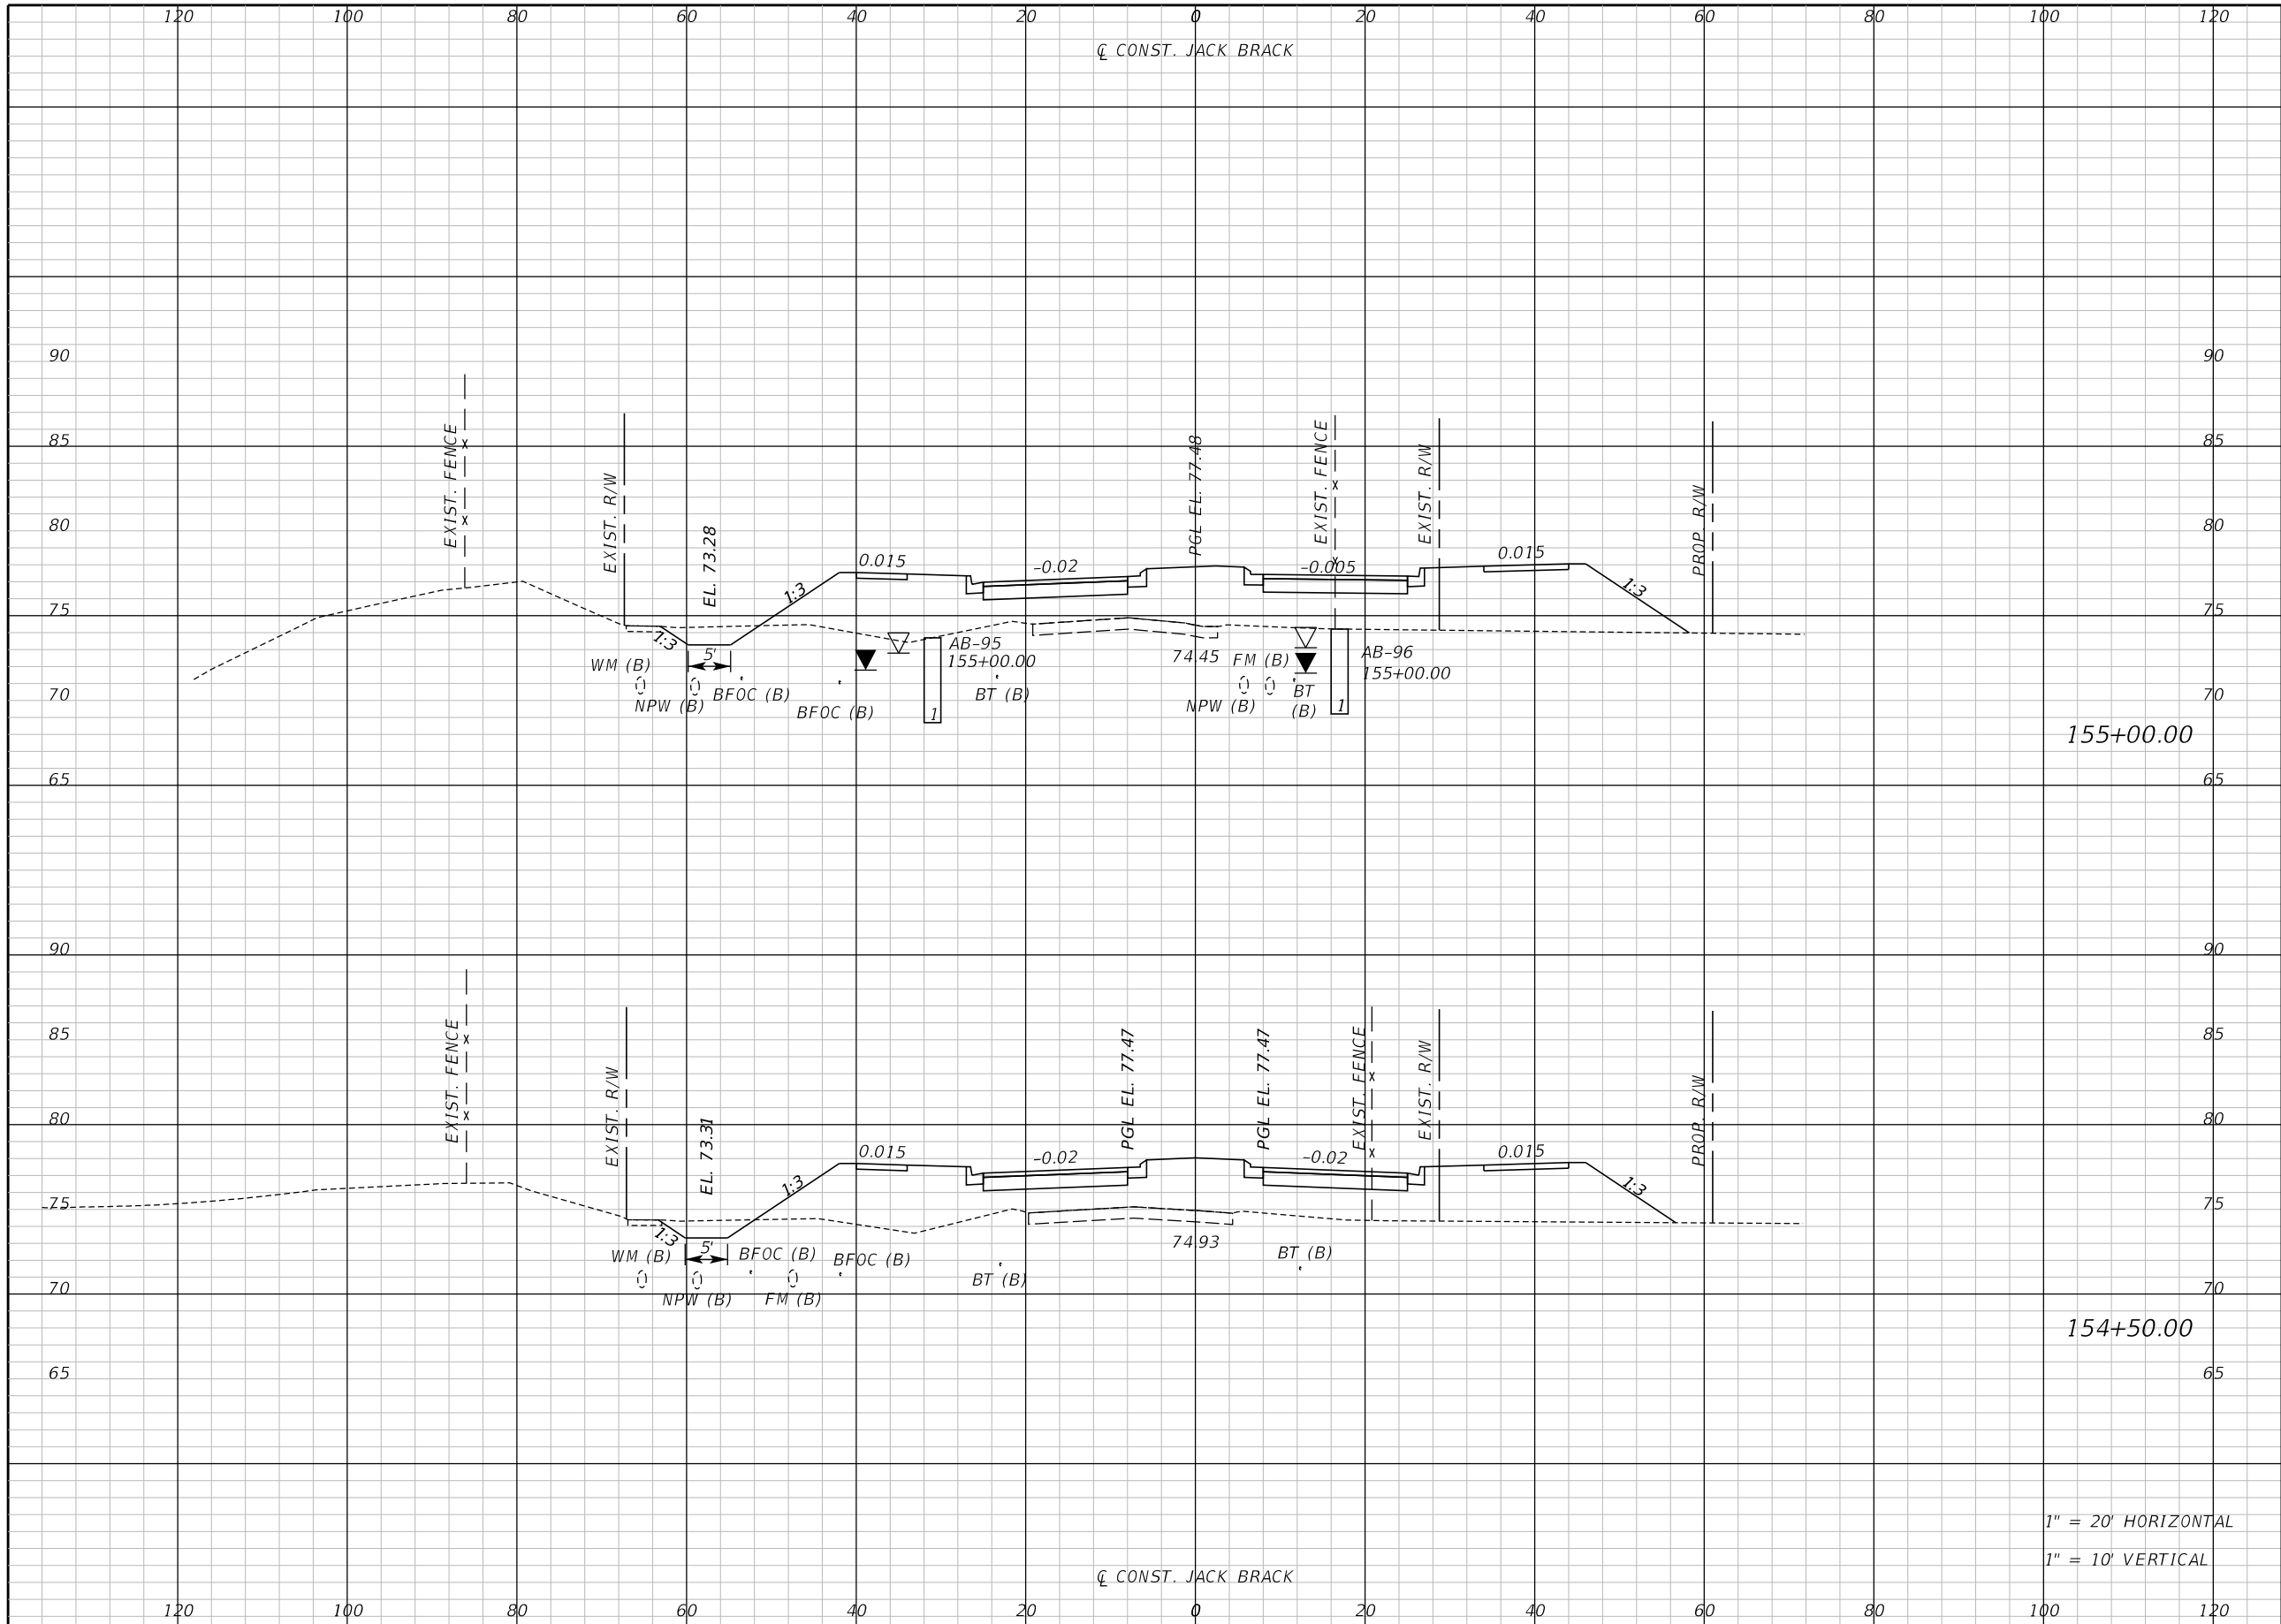 120 100 80 60 40 20 0 20 40 60 80 100 120
℄ CONST. JACK BRACK
90 90
85 85
80 80
75 75
70 70
65 65
EXIST. FENCE
EXIST. R/W
EL. 73.28
PGL EL. 77.48
EXIST. FENCE
EXIST. R/W
PROP. R/W
0.015
-0.02
-0.005
0.015
1:3
1:3
1:3
5'
WM (B)
NPW (B)
BFOC (B)
BFOC (B)
AB-95
155+00.00
1
BT (B)
74.45
FM (B)
NPW (B)
BT
(B)
AB-96
155+00.00
1
155+00.00
90 90
85 85
80 80
75 75
70 70
65 65
EXIST. FENCE
EXIST. R/W
EL. 73.31
PGL EL. 77.47
PGL EL. 77.47
EXIST. FENCE
EXIST. R/W
PROP. R/W
0.015
-0.02
-0.02
0.015
1:3
1:3
1:3
5'
WM (B)
NPW (B)
BFOC (B)
FM (B)
BFOC (B)
BT (B)
74.93
BT (B)
154+50.00
1" = 20' HORIZONTAL
1" = 10' VERTICAL
℄ CONST. JACK BRACK
120 100 80 60 40 20 0 20 40 60 80 100 120